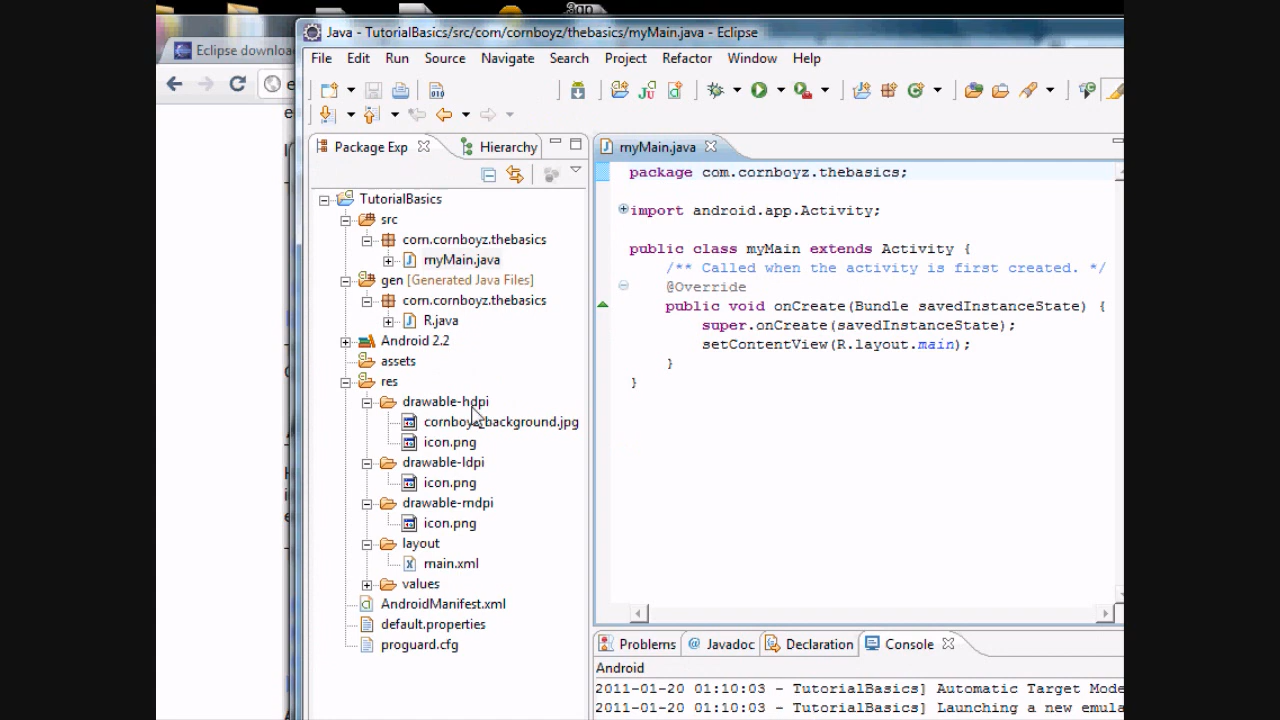 Java - TutorialBasics/src/com/cornboyz/thebasics/myMain.java - Eclipse
Eclipse downloa
File Edit Run Source Navigate Search Project Refactor Window Help
Package Exp Hierarchy myMain.java
TutorialBasics
src
com.cornboyz.thebasics
myMain.java
gen [Generated Java Files]
com.cornboyz.thebasics
R.java
Android 2.2
assets
res
drawable-hdpi
cornboyz background.jpg
icon.png
drawable-ldpi
icon.png
drawable-mdpi
icon.png
layout
main.xml
values
AndroidManifest.xml
default.properties
proguard.cfg
package com.cornboyz.thebasics;
import android.app.Activity;
public class myMain extends Activity {
/** Called when the activity is first created. */
@Override
public void onCreate(Bundle savedInstanceState) {
super.onCreate(savedInstanceState);
setContentView(R.layout.main);
}
}
Problems @ Javadoc Declaration Console
Android
2011-01-20 01:10:03 - TutorialBasics] Automatic Target Mode
2011-01-20 01:10:03 - TutorialBasics] Launching a new emula